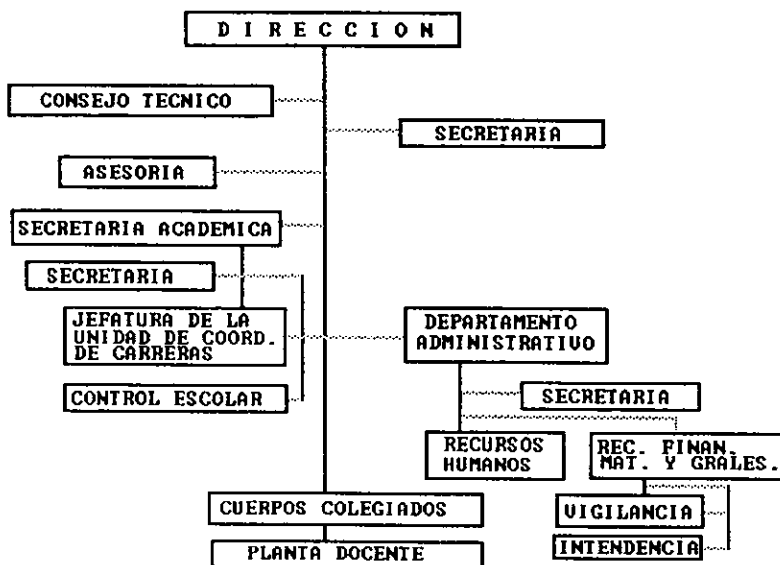 D I R E C C I O N
CONSEJO TECNICO
SECRETARIA
ASESORIA
SECRETARIA ACADEMICA
SECRETARIA
JEFATURA DE LA
UNIDAD DE COORD.
DE CARRERAS
DEPARTAMENTO
ADMINISTRATIVO
CONTROL ESCOLAR
SECRETARIA
RECURSOS
HUMANOS
REC. FINAN.
MAT. Y GRALES.
CUERPOS COLEGIADOS
VIGILANCIA
PLANTA DOCENTE
INTENDENCIA